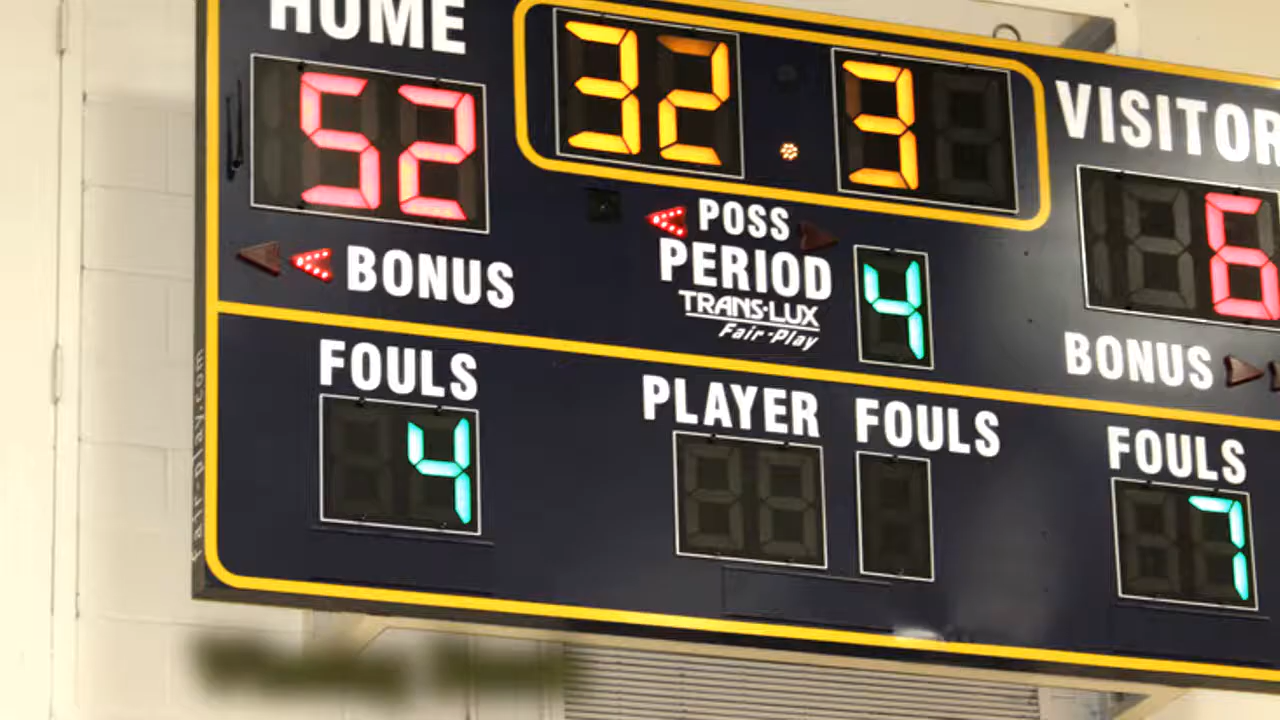 HOME
52
32.3
VISITOR
6
BONUS
POSS
PERIOD
4
TRANS-LUX
Fair-Play
BONUS
FOULS
4
PLAYER FOULS
FOULS
7
fair-play.com